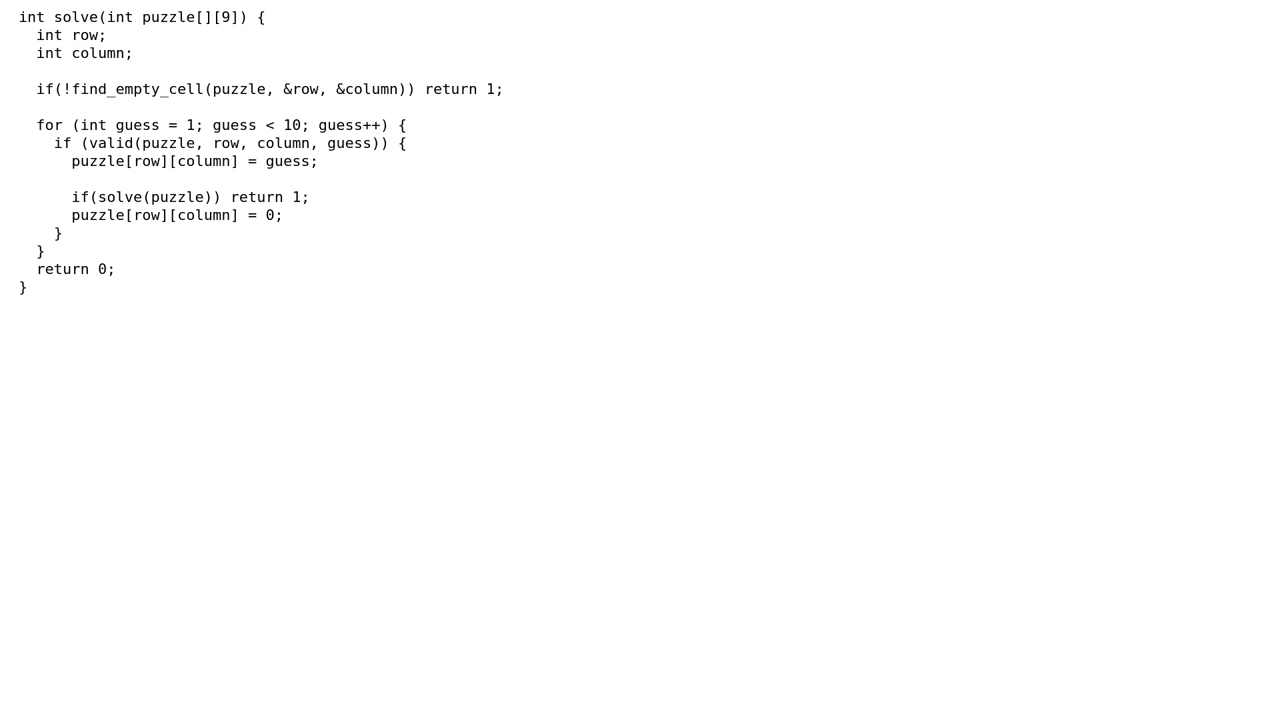 int solve(int puzzle[][9]) {
  int row;
  int column;

  if(!find_empty_cell(puzzle, &row, &column)) return 1;

  for (int guess = 1; guess < 10; guess++) {
    if (valid(puzzle, row, column, guess)) {
      puzzle[row][column] = guess;

      if(solve(puzzle)) return 1;
      puzzle[row][column] = 0;
    }
  }
  return 0;
}